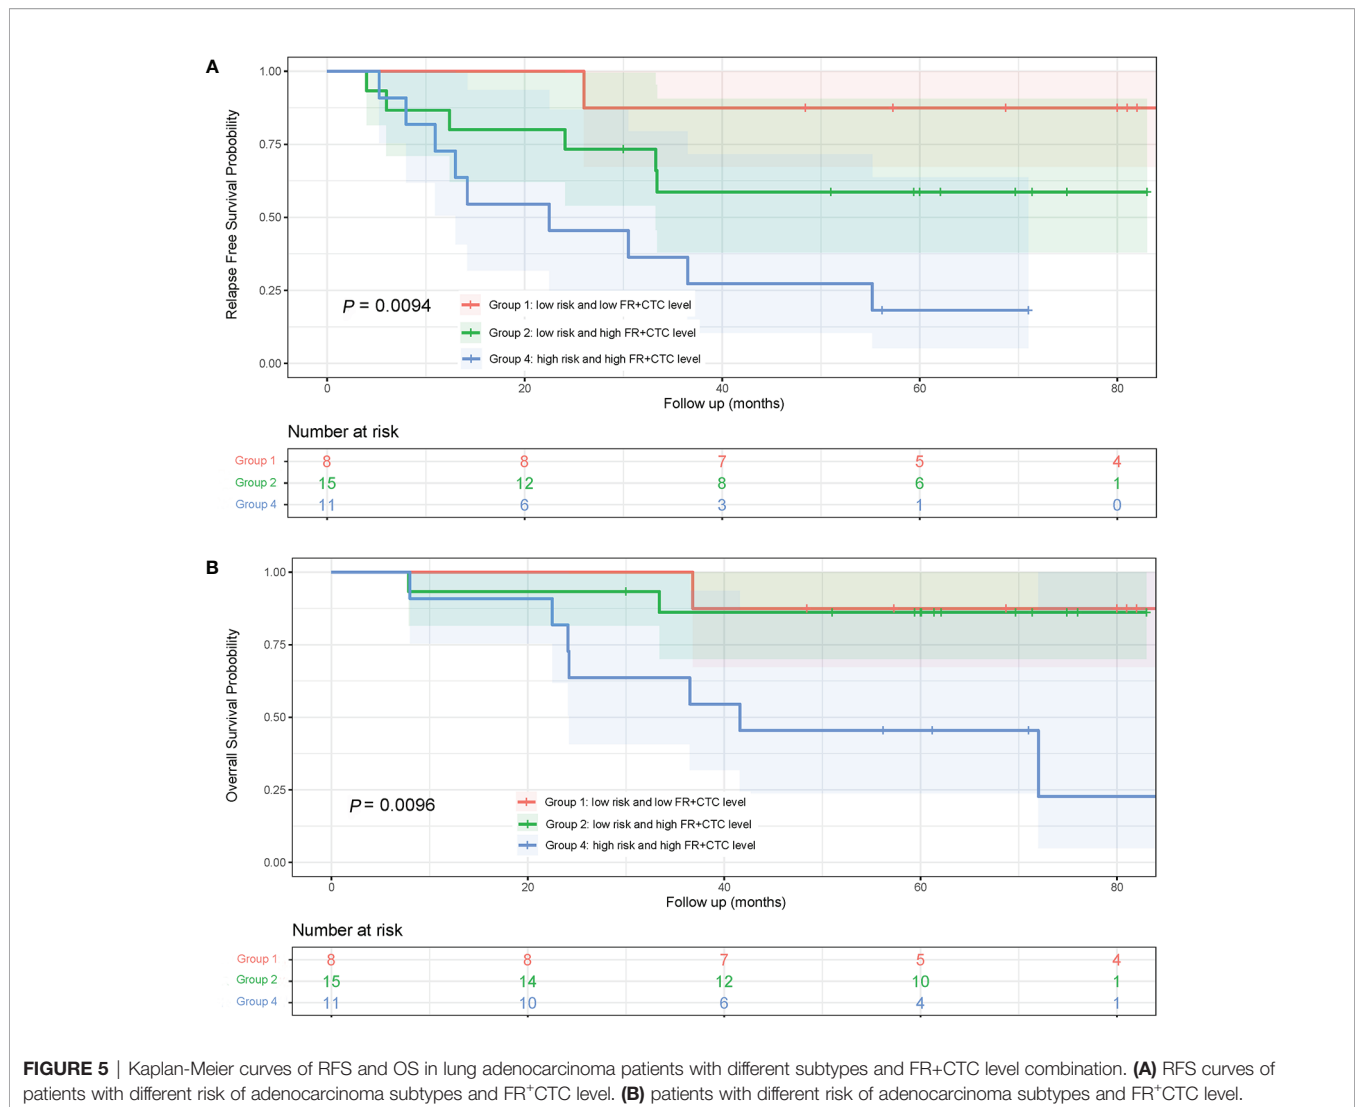 A
Relapse Free Survival Probobility
1.00
0.75
0.50
0.25
0.00
P = 0.0094
Group 1: low risk and low FR+CTC level
Group 2: low risk and high FR+CTC level
Group 4: high risk and high FR+CTC level
0 20 40 60 80
Follow up (months)
Number at risk
Group 1 8 8 7 5 4
Group 2 15 12 8 6 1
Group 4 11 6 3 1 0
B
Overrall Survival Probobility
1.00
0.75
0.50
0.25
0.00
P = 0.0096
Group 1: low risk and low FR+CTC level
Group 2: low risk and high FR+CTC level
Group 4: high risk and high FR+CTC level
0 20 40 60 80
Follow up (months)
Number at risk
Group 1 8 8 7 5 4
Group 2 15 14 12 10 1
Group 4 11 10 6 4 1
FIGURE 5 | Kaplan-Meier curves of RFS and OS in lung adenocarcinoma patients with different subtypes and FR+CTC level combination. (A) RFS curves of
patients with different risk of adenocarcinoma subtypes and FR⁺CTC level. (B) patients with different risk of adenocarcinoma subtypes and FR⁺CTC level.